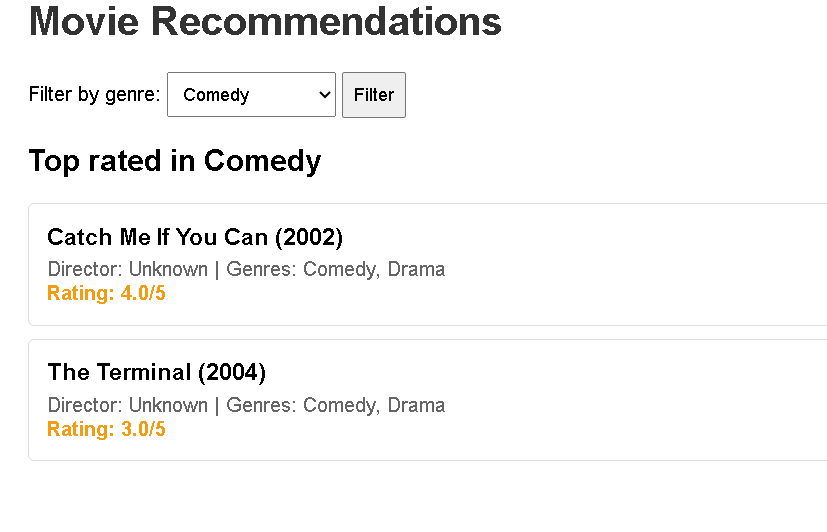 Movie Recommendations
Filter by genre: Comedy Filter
Top rated in Comedy
Catch Me If You Can (2002)
Director: Unknown | Genres: Comedy, Drama
Rating: 4.0/5
The Terminal (2004)
Director: Unknown | Genres: Comedy, Drama
Rating: 3.0/5